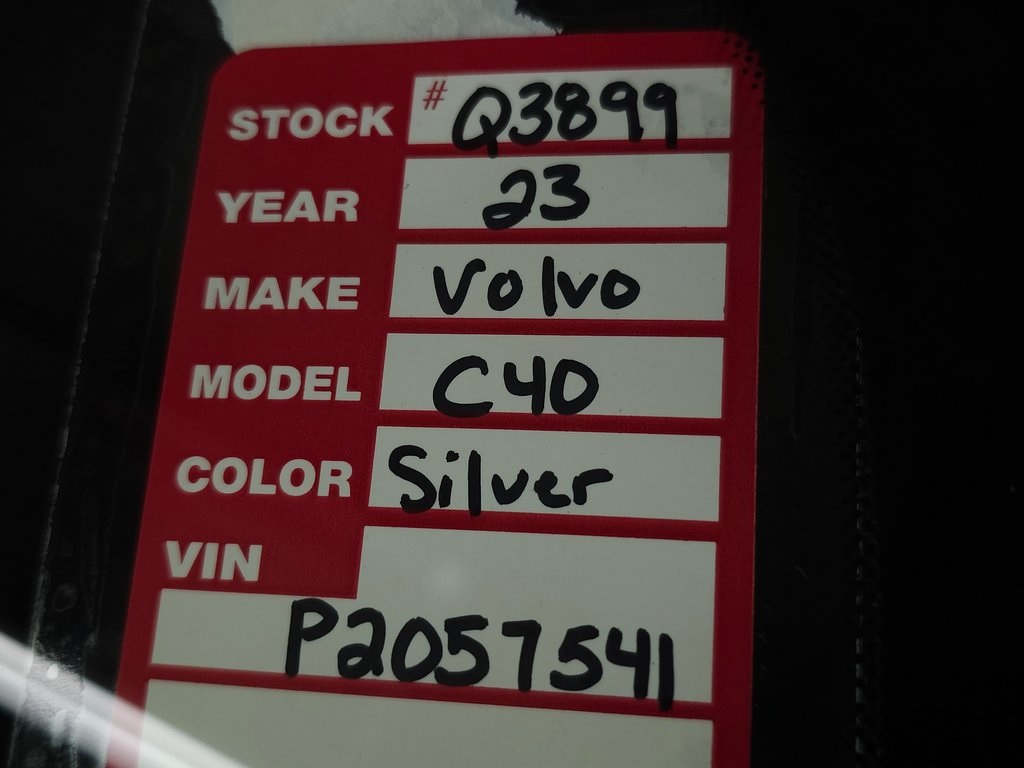 STOCK # Q3899
YEAR 23
MAKE Volvo
MODEL C40
COLOR Silver
VIN
P2057541